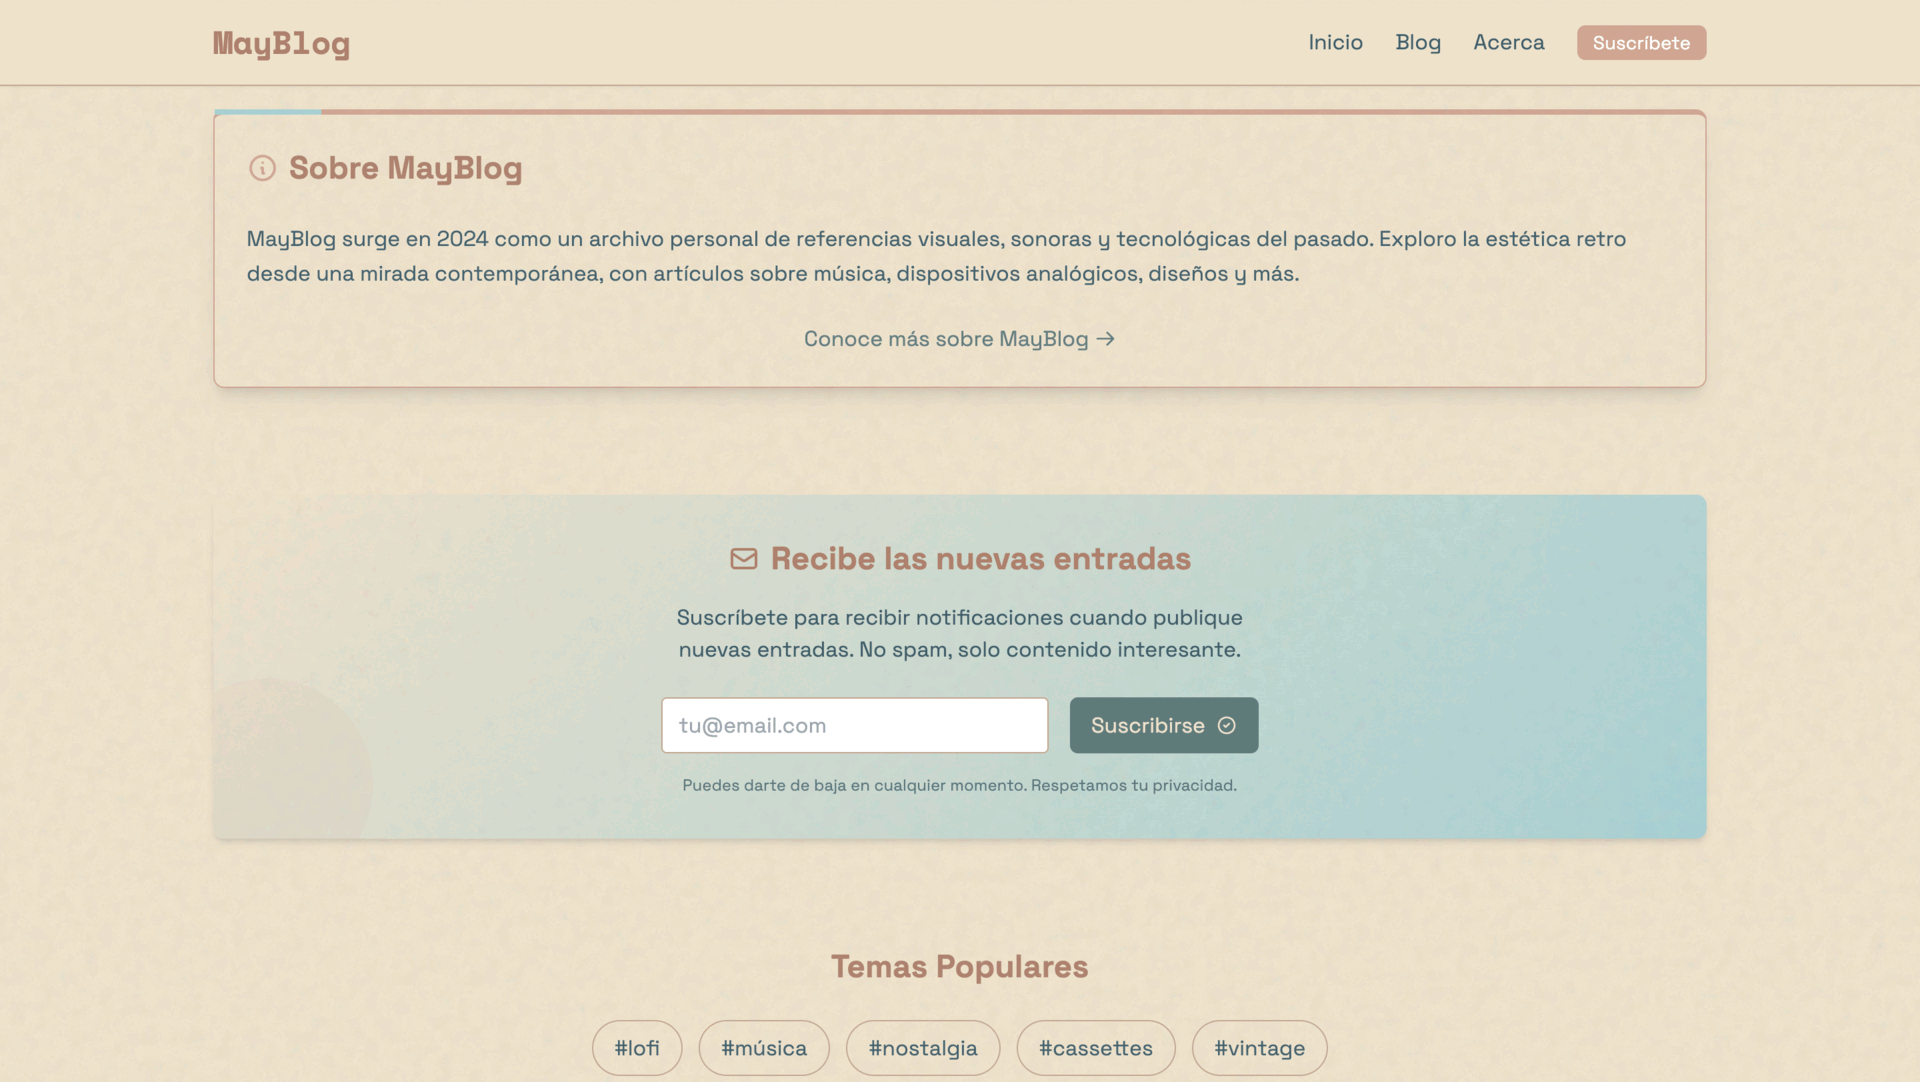 MayBlog
Inicio
Blog
Acerca
Suscríbete
Sobre MayBlog
MayBlog surge en 2024 como un archivo personal de referencias visuales, sonoras y tecnológicas del pasado. Exploro la estética retro
desde una mirada contemporánea, con artículos sobre música, dispositivos analógicos, diseños y más.
Conoce más sobre MayBlog →
Recibe las nuevas entradas
Suscríbete para recibir notificaciones cuando publique
nuevas entradas. No spam, solo contenido interesante.
tu@email.com
Suscribirse
Puedes darte de baja en cualquier momento. Respetamos tu privacidad.
Temas Populares
#lofi
#música
#nostalgia
#cassettes
#vintage